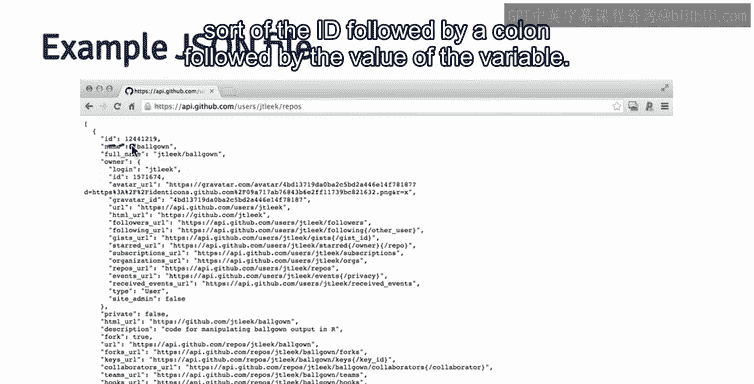 sort of the ID followed by a colon
followed by the value of the variable.
Example JSON file
https://api.github.com/users/jtleek/repos
[
{
"id": 12441219,
"name": "ballgown",
"full_name": "jtleek/ballgown",
"owner": {
"login": "jtleek",
"id": 1571674,
"avatar_url":
"gravatar_id": "4bd13719da0ba2c5bd2a446e14f78187",
"url": "https://api.github.com/users/jtleek",
"html_url": "https://github.com/jtleek",
"followers_url": "https://api.github.com/users/jtleek/followers",
"following_url": "https://api.github.com/users/jtleek/following{/other_user}",
"gists_url": "https://api.github.com/users/jtleek/gists{/gist_id}",
"starred_url": "https://api.github.com/users/jtleek/starred{/owner}{/repo}",
"subscriptions_url": "https://api.github.com/users/jtleek/subscriptions",
"organizations_url": "https://api.github.com/users/jtleek/orgs",
"repos_url": "https://api.github.com/users/jtleek/repos",
"events_url": "https://api.github.com/users/jtleek/events{/privacy}",
"received_events_url": "https://api.github.com/users/jtleek/received_events",
"type": "User",
"site_admin": false
},
"private": false,
"html_url": "https://github.com/jtleek/ballgown",
"description": "code for manipulating ballgown output in R",
"fork": true,
"url": "https://api.github.com/repos/jtleek/ballgown",
"forks_url": "https://api.github.com/repos/jtleek/ballgown/forks",
"keys_url": "https://api.github.com/repos/jtleek/ballgown/keys{/key_id}",
"collaborators_url": "https://api.github.com/repos/jtleek/ballgown/collaborators{/collaborator}",
"teams_url": "https://api.github.com/repos/jtleek/ballgown/teams",